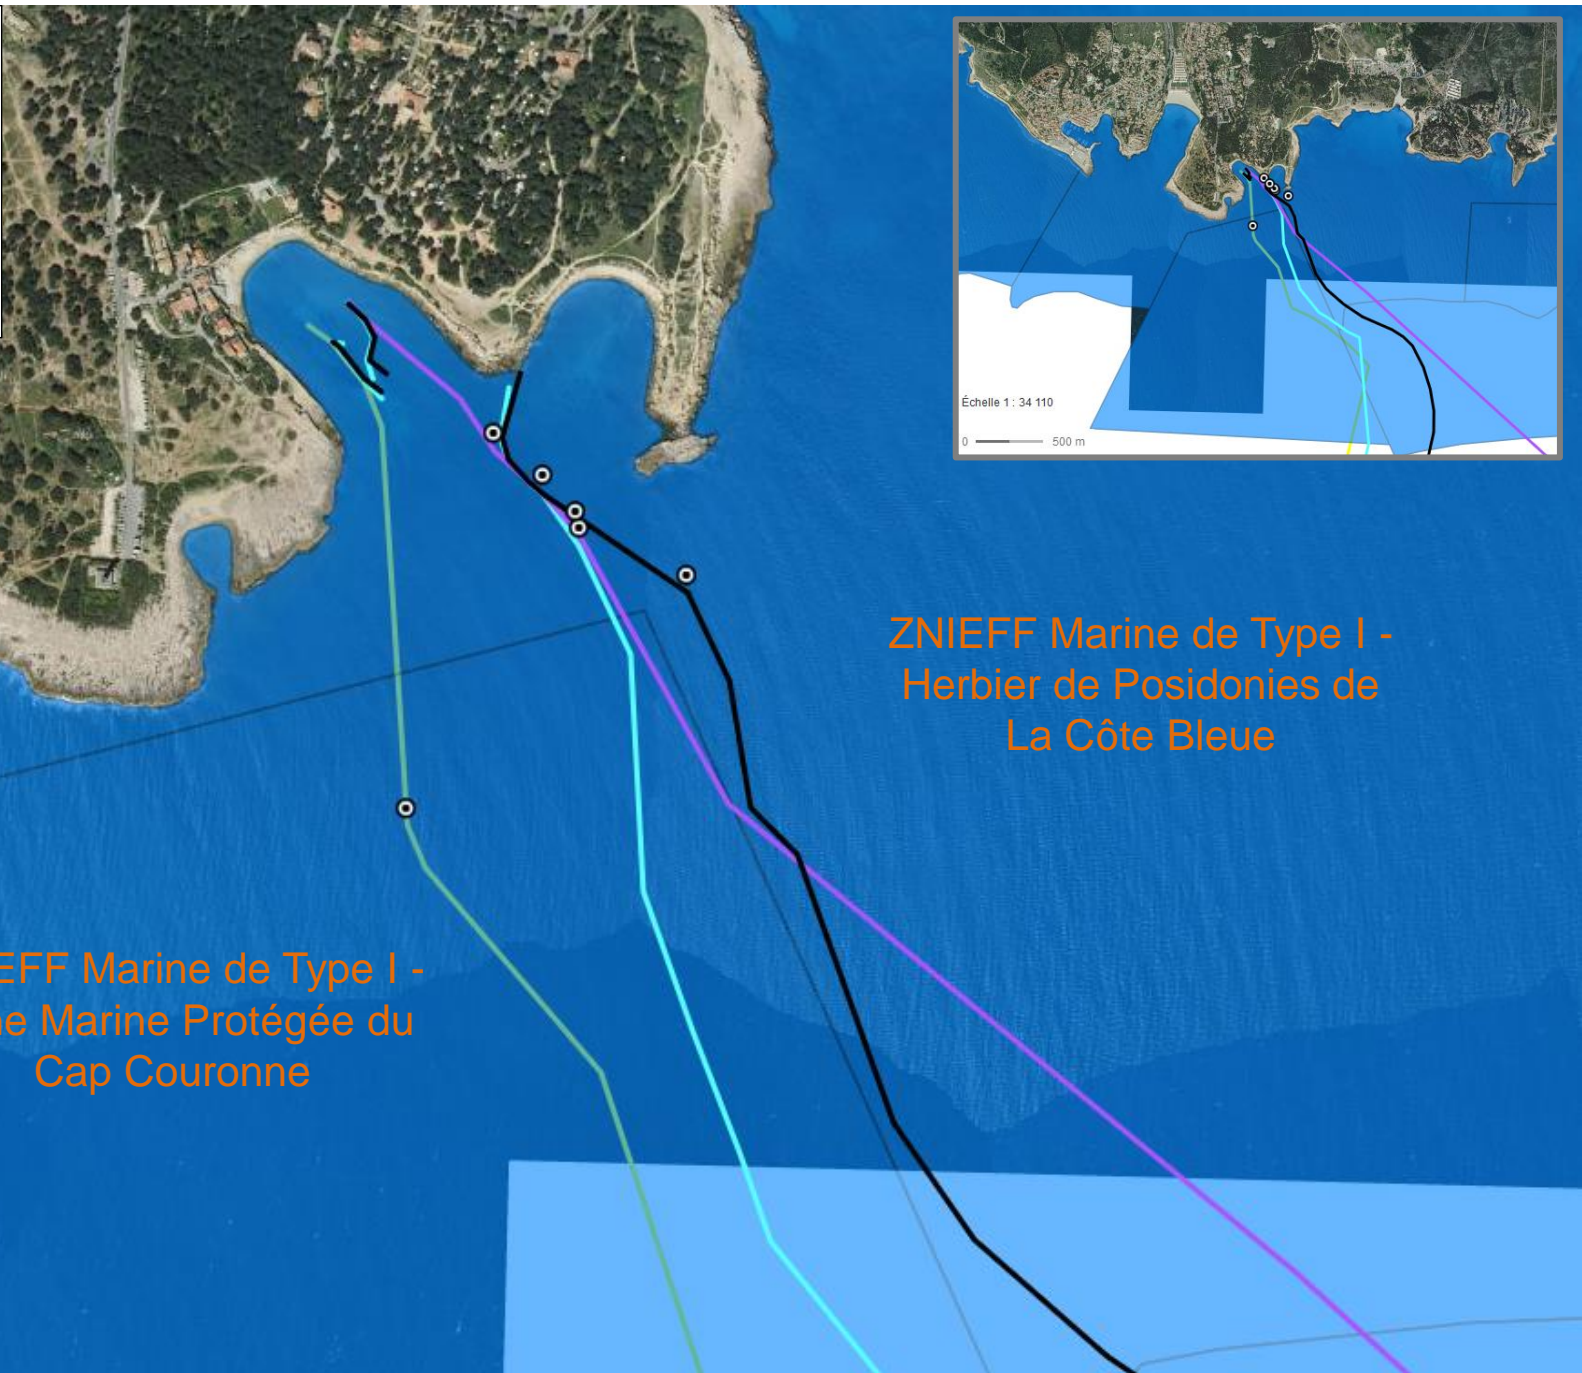 Échelle 1 : 34 110
0 500 m
ZNIEFF Marine de Type I -
Herbier de Posidonies de
La Côte Bleue
EFF Marine de Type I -
ne Marine Protégée du
Cap Couronne